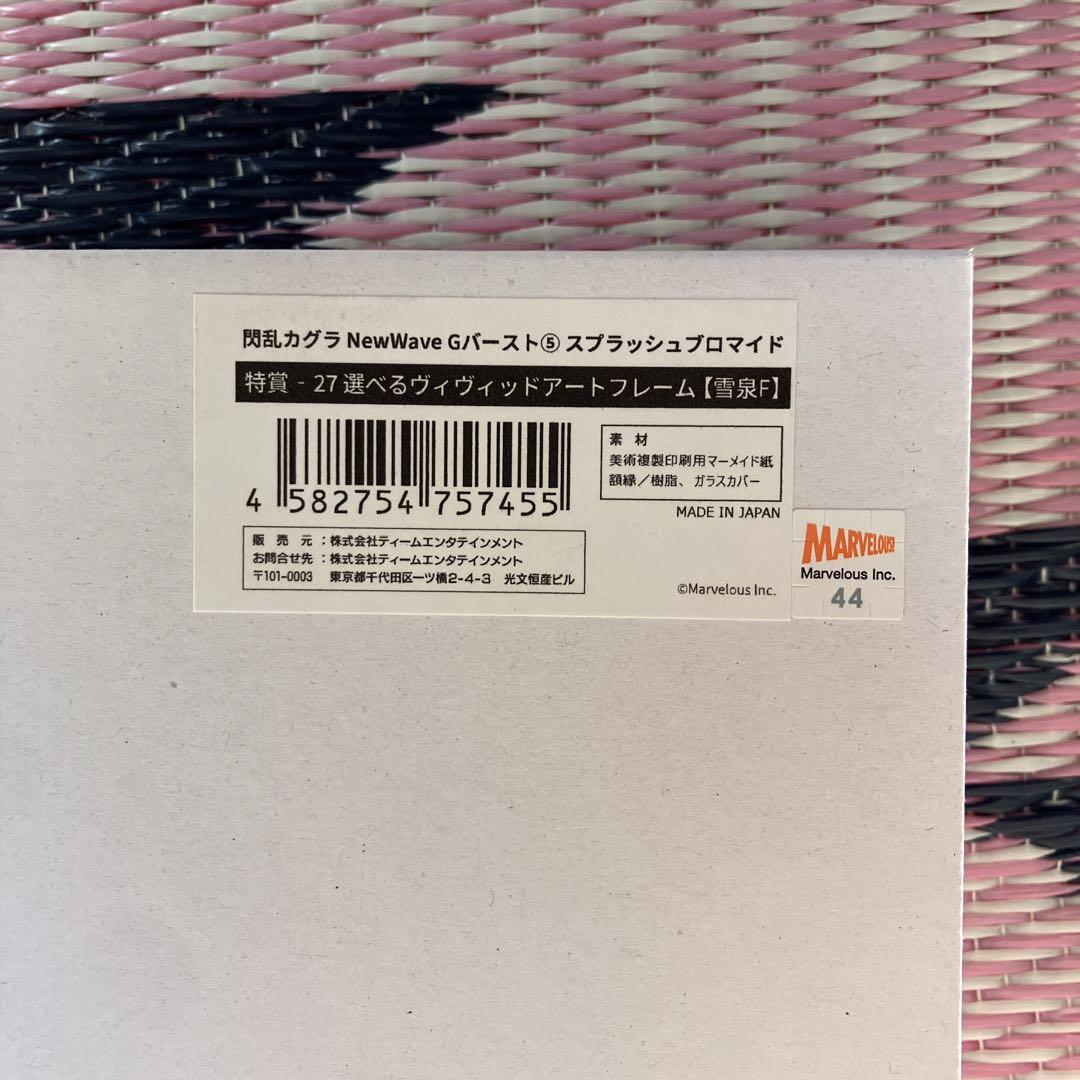 閃乱カグラ NewWave Gバースト⑤ スプラッシュブロマイド
特賞 - 27 選べるヴィヴィッドアートフレーム【雪泉F】
4 582754 757455
素 材
美術複製印刷用マーメイド紙
額縁／樹脂、ガラスカバー
MADE IN JAPAN
販 売 元 ：株式会社ティームエンタテインメント
お問合せ先 ：株式会社ティームエンタテインメント
〒101-0003 東京都千代田区一ツ橋2-4-3 光文恒産ビル
©Marvelous Inc.
MARVELOUS!
Marvelous Inc.
44